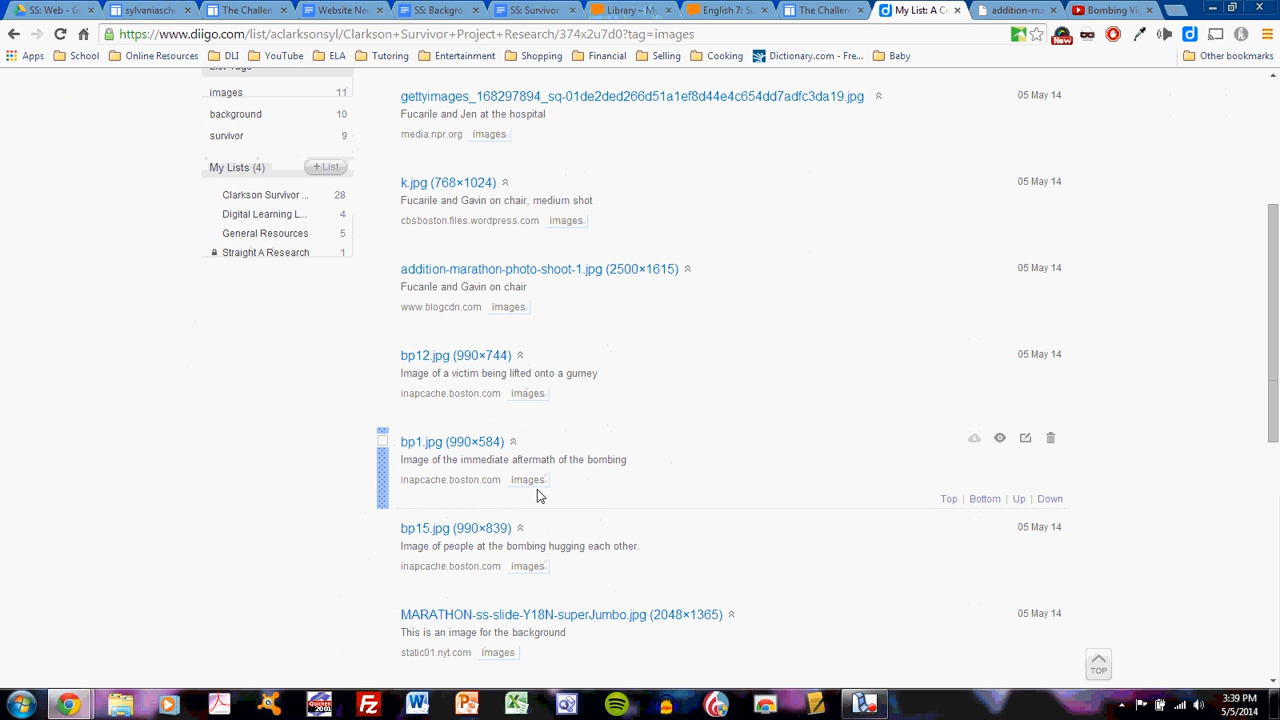 SS: Web - G
sylvaniasch
The Challen
Website Ne
SS: Backgro
SS: Survivor
Library – My
English 7: Su
The Challen
My List: A C
addition-ma
Bombing Vi
https://www.diigo.com/list/aclarksonsyl/Clarkson+Survivor+Project+Research/374x2u7d0?tag=images
New
Apps School Online Resources DLI YouTube ELA Tutoring Entertainment Shopping Financial Selling Cooking Dictionary.com - Fre... Baby Other bookmarks
images 11
background 10
survivor 9
My Lists (4) + List
Clarkson Survivor ... 28
Digital Learning L... 4
General Resources 5
Straight A Research 1
gettyimages_168297894_sq-01de2ded266d51a1ef8d44e4c654dd7adfc3da19.jpg 05 May 14
Fucarile and Jen at the hospital
media.npr.org images
k.jpg (768×1024) 05 May 14
Fucarile and Gavin on chair, medium shot
cbsboston.files.wordpress.com images
addition-marathon-photo-shoot-1.jpg (2500×1615) 05 May 14
Fucarile and Gavin on chair
www.blogcdn.com images
bp12.jpg (990×744) 05 May 14
Image of a victim being lifted onto a gurney
inapcache.boston.com images
bp1.jpg (990×584)
Image of the immediate aftermath of the bombing
inapcache.boston.com images
Top | Bottom | Up | Down
bp15.jpg (990×839) 05 May 14
Image of people at the bombing hugging each other.
inapcache.boston.com images
MARATHON-ss-slide-Y18N-superJumbo.jpg (2048×1365) 05 May 14
This is an image for the background
static01.nyt.com images
TOP
3:39 PM
5/5/2014